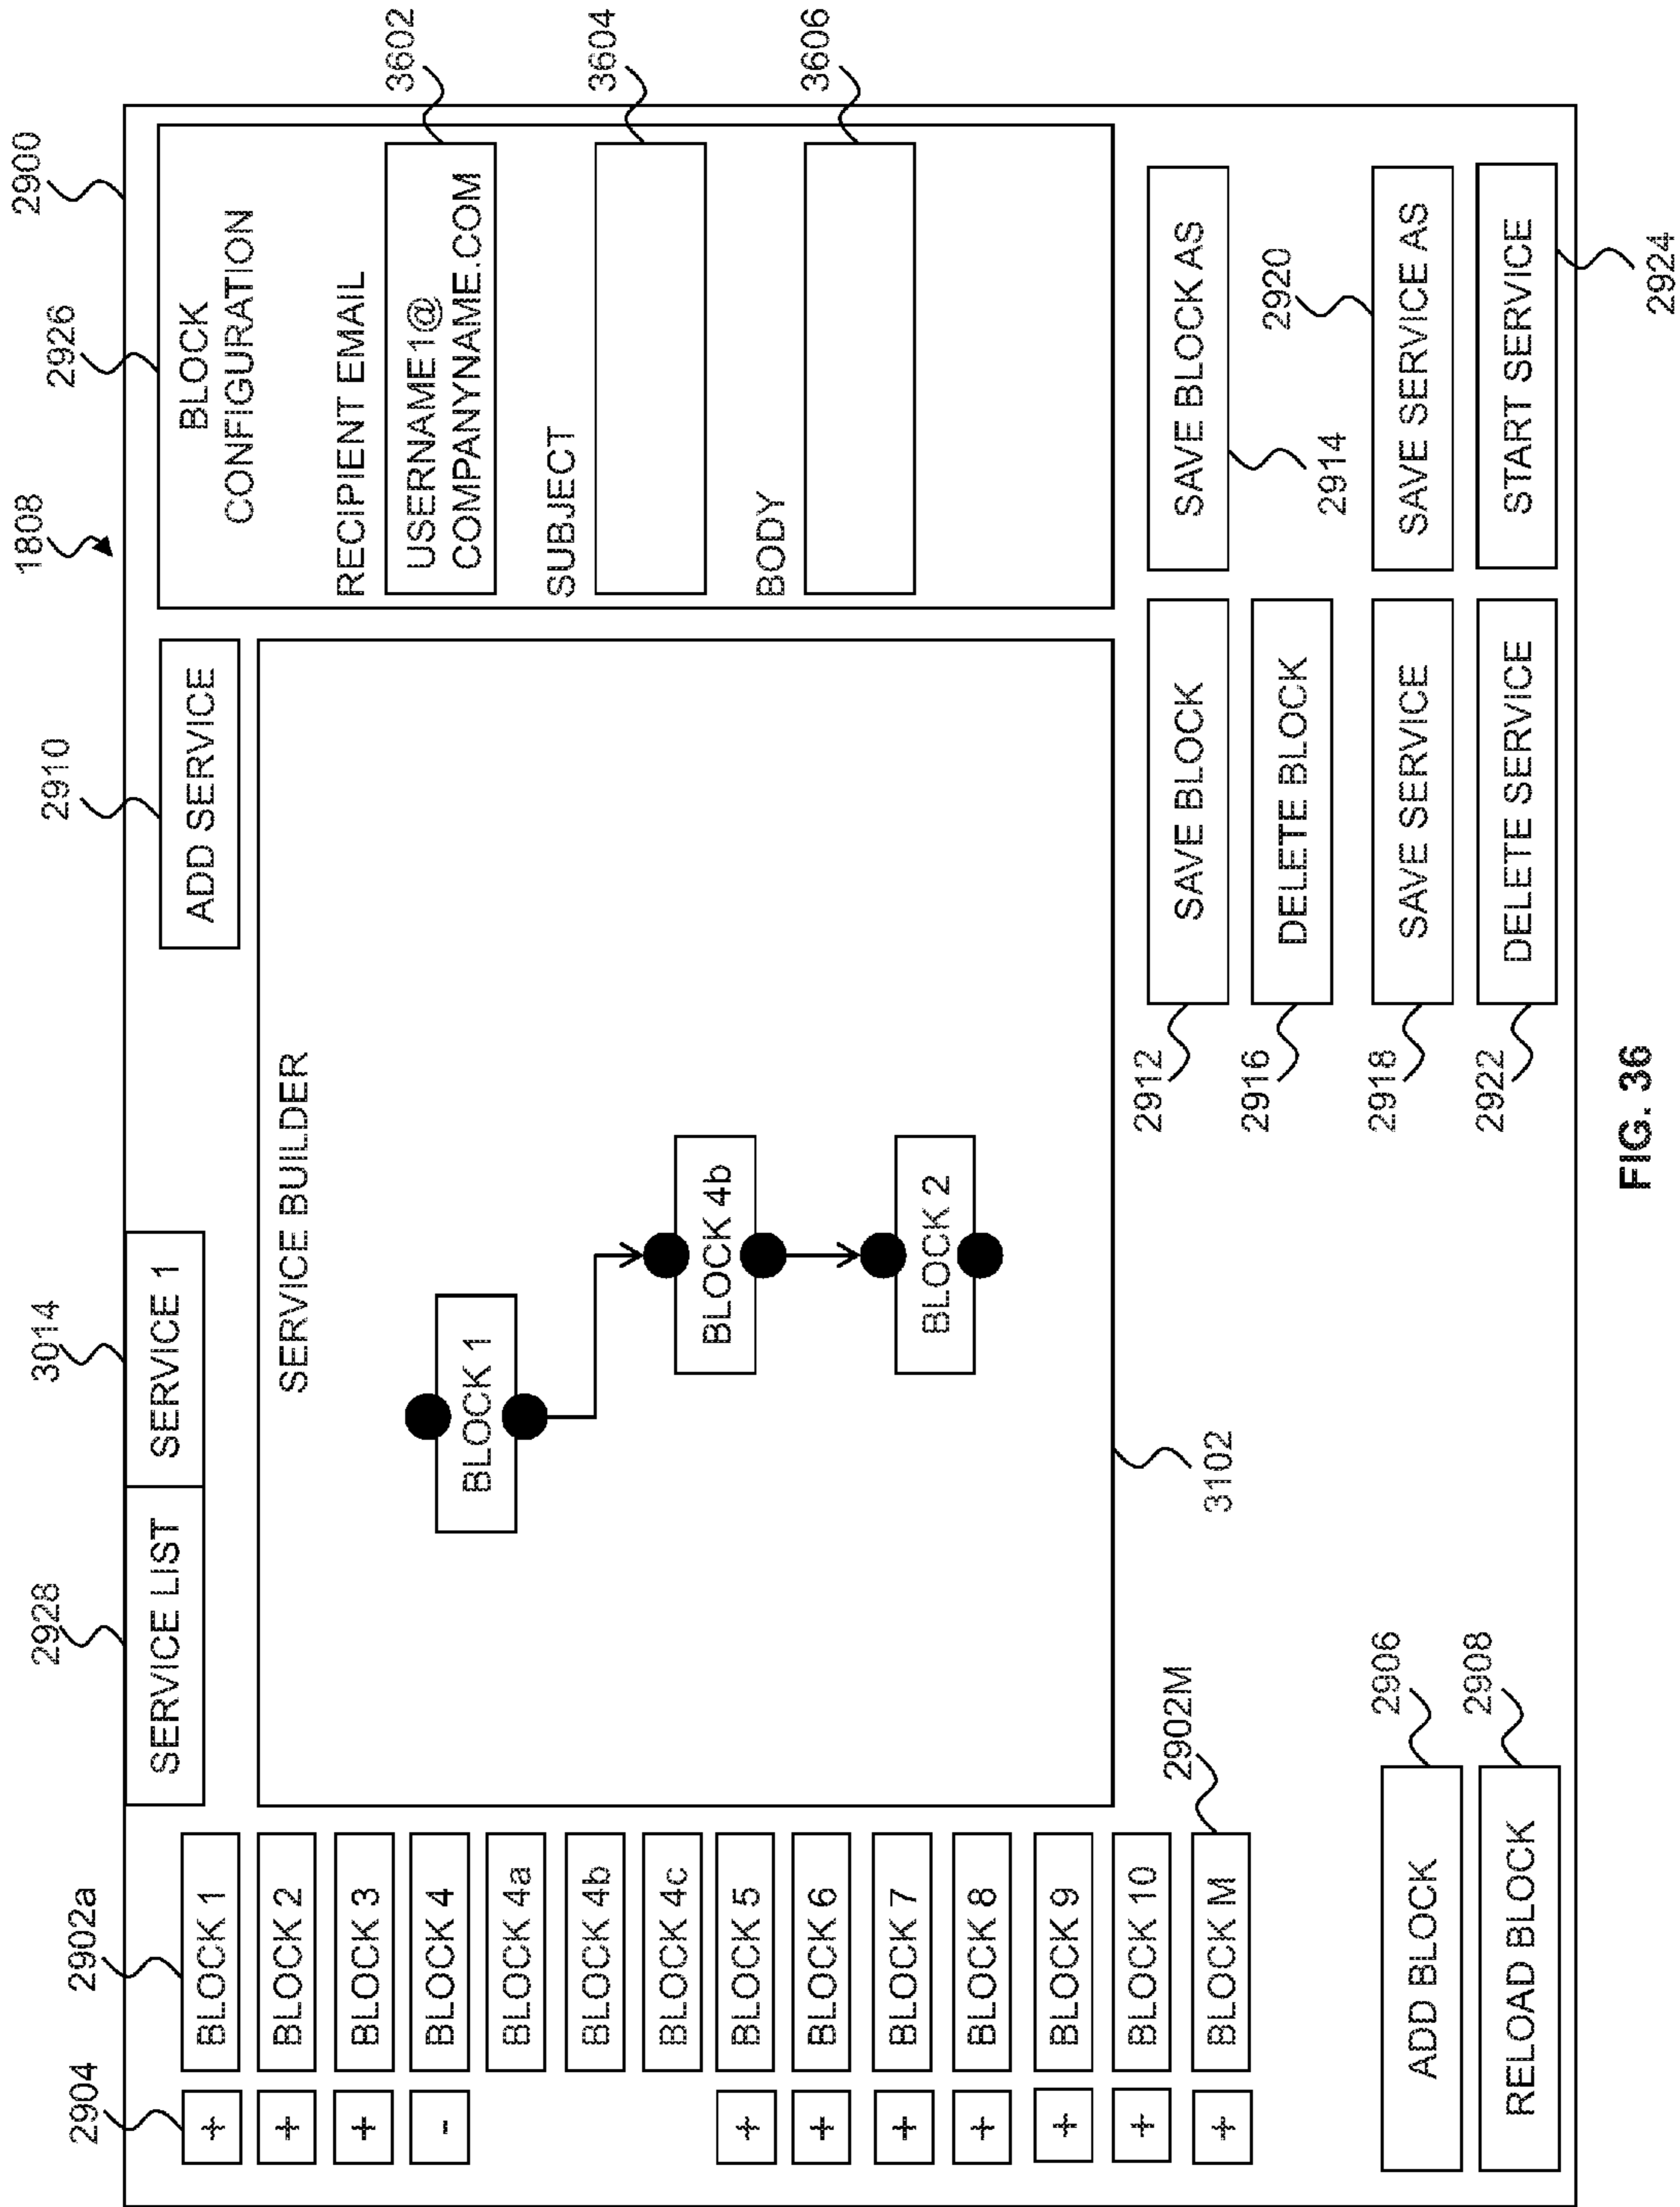 1808
2904
2902a
2928
3014
2910
2926
2900
SERVICE LIST
SERVICE 1
ADD SERVICE
+
BLOCK 1
+
BLOCK 2
+
BLOCK 3
-
BLOCK 4
BLOCK 4a
BLOCK 4b
BLOCK 4c
+
BLOCK 5
+
BLOCK 6
+
BLOCK 7
+
BLOCK 8
+
BLOCK 9
+
BLOCK 10
+
BLOCK M
2902M
SERVICE BUILDER
BLOCK 1
BLOCK 4b
BLOCK 2
3102
BLOCK
CONFIGURATION
RECIPIENT EMAIL
USERNAME1@
COMPANYNAME.COM
3602
SUBJECT
3604
BODY
3606
ADD BLOCK
2906
RELOAD BLOCK
2908
2912
SAVE BLOCK
SAVE BLOCK AS
2914
2916
DELETE BLOCK
2918
SAVE SERVICE
2920
SAVE SERVICE AS
2922
DELETE SERVICE
START SERVICE
2924
FIG. 36